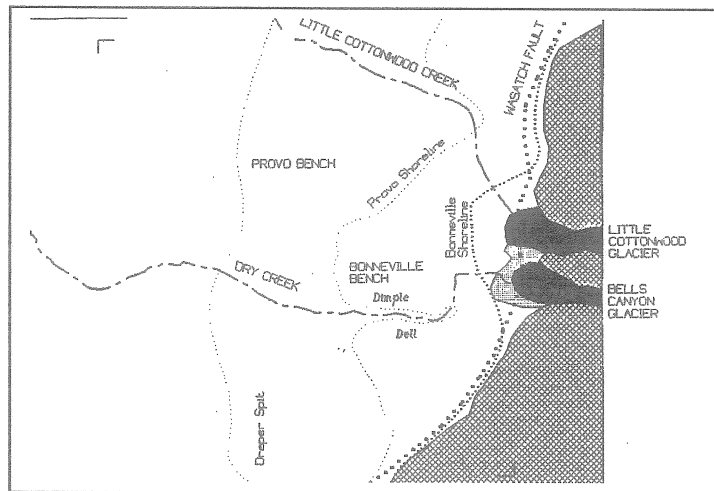 LITTLE COTTONWOOD CREEK
WASATCH FAULT
PROVO BENCH
Provo Shoreline
Bonneville
Shoreline
LITTLE
COTTONWOOD
GLACIER
DRY CREEK
BONNEVILLE
BENCH
Dimple
Dell
BELLS
CANYON
GLACIER
Draper Spit